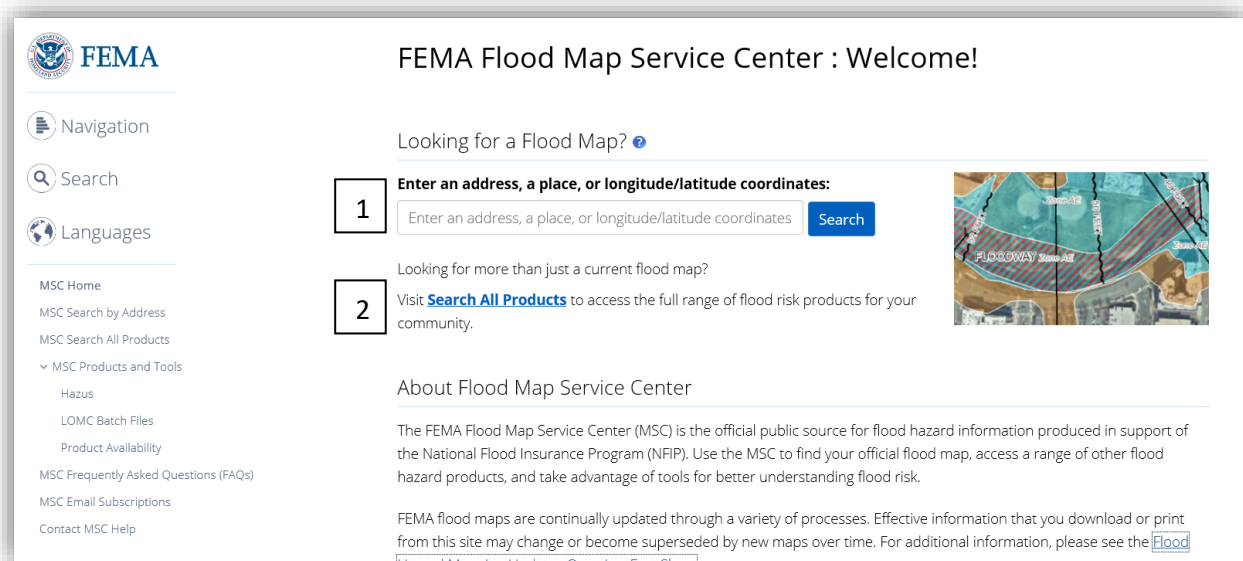 FEMA
Navigation
Search
Languages
MSC Home
MSC Search by Address
MSC Search All Products
MSC Products and Tools
Hazus
LOMC Batch Files
Product Availability
MSC Frequently Asked Questions (FAQs)
MSC Email Subscriptions
Contact MSC Help
FEMA Flood Map Service Center : Welcome!
Looking for a Flood Map? ?
1
Enter an address, a place, or longitude/latitude coordinates:
Enter an address, a place, or longitude/latitude coordinates Search
Looking for more than just a current flood map?
2
Visit Search All Products to access the full range of flood risk products for your
community.
Zone AE
FLOODWAY Zone AE
Zone AE
About Flood Map Service Center
The FEMA Flood Map Service Center (MSC) is the official public source for flood hazard information produced in support of
the National Flood Insurance Program (NFIP). Use the MSC to find your official flood map, access a range of other flood
hazard products, and take advantage of tools for better understanding flood risk.
FEMA flood maps are continually updated through a variety of processes. Effective information that you download or print
from this site may change or become superseded by new maps over time. For additional information, please see the Flood